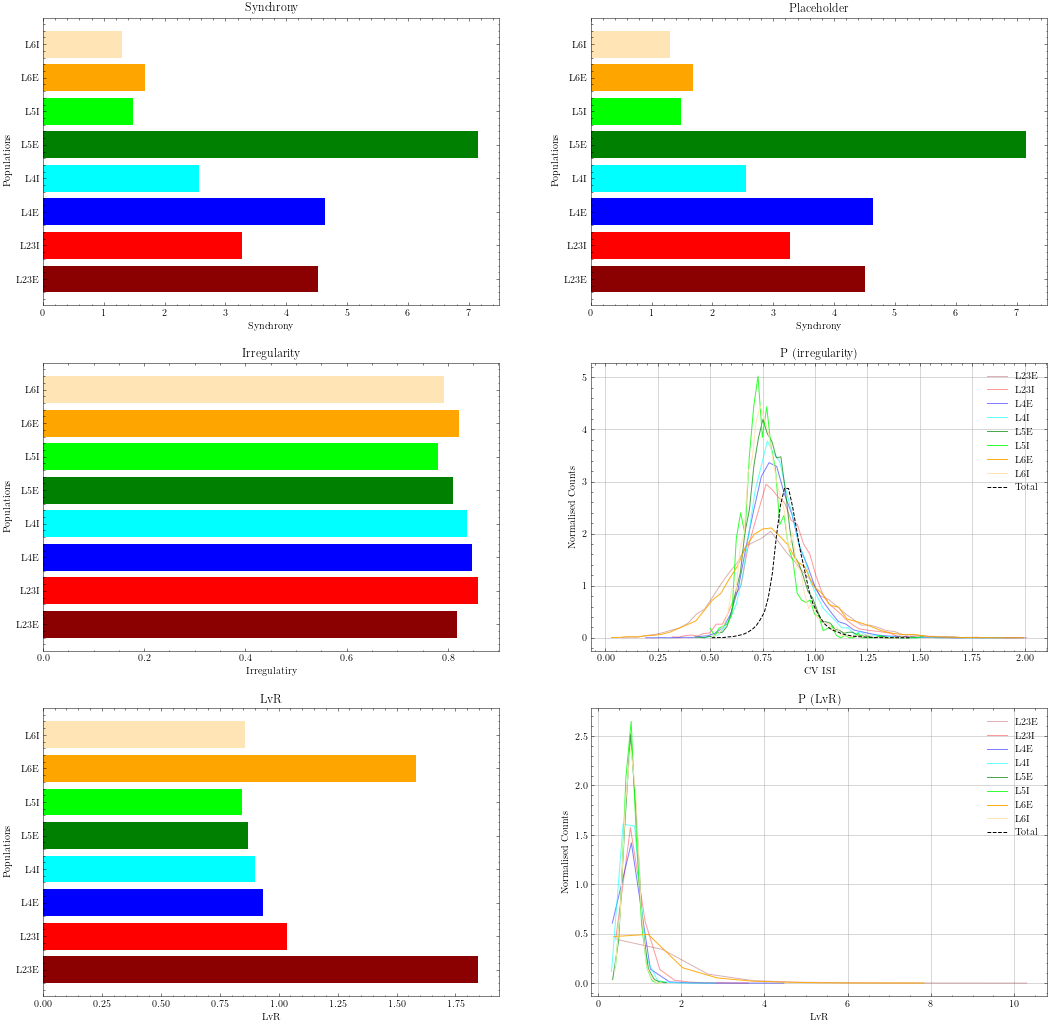 Synchrony
L6I
L6E
L5I
L5E
L4I
L4E
L23I
L23E
Populations
0 1 2 3 4 5 6 7
Synchrony
Placeholder
L6I
L6E
L5I
L5E
L4I
L4E
L23I
L23E
Populations
0 1 2 3 4 5 6 7
Synchrony
Irregularity
L6I
L6E
L5I
L5E
L4I
L4E
L23I
L23E
Populations
0.0 0.2 0.4 0.6 0.8
Irregulatiry
P (irregularity)
5
4
3
2
1
0
Normalised Counts
L23E
L23I
L4E
L4I
L5E
L5I
L6E
L6I
Total
0.00 0.25 0.50 0.75 1.00 1.25 1.50 1.75 2.00
CV ISI
LvR
L6I
L6E
L5I
L5E
L4I
L4E
L23I
L23E
Populations
0.00 0.25 0.50 0.75 1.00 1.25 1.50 1.75
LvR
P (LvR)
2.5
2.0
1.5
1.0
0.5
0.0
Normalised Counts
L23E
L23I
L4E
L4I
L5E
L5I
L6E
L6I
Total
0 2 4 6 8 10
LvR